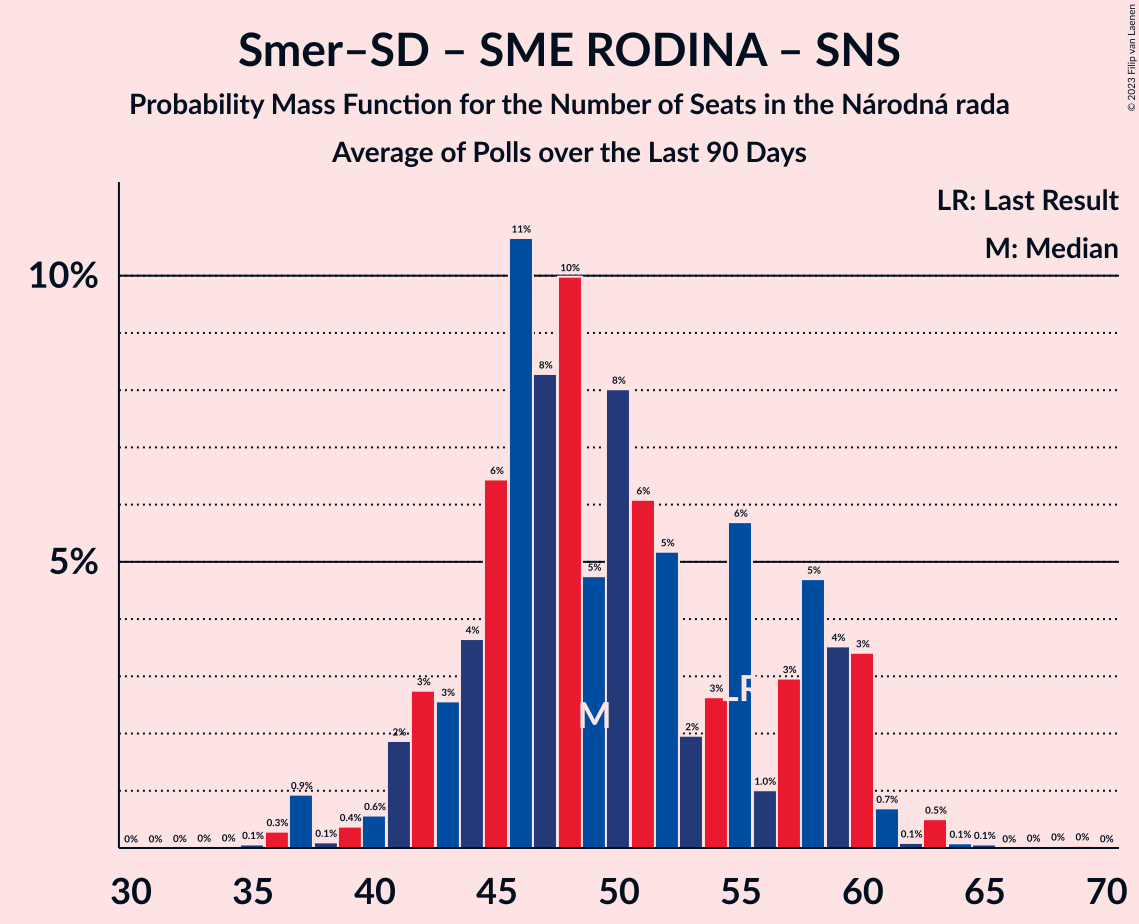 © 2023 Filip van Laenen
Smer–SD – SME RODINA – SNS
Probability Mass Function for the Number of Seats in the Národná rada
Average of Polls over the Last 90 Days
LR: Last Result
M: Median
10%
5%
0% 0% 0% 0% 0% 0.1% 0.3% 0.9% 0.1% 0.4% 0.6% 2% 3% 3% 4% 6% 11% 8% 10% 5% 8% 6% 5% 2% 3% 6% 1.0% 3% 5% 4% 3% 0.7% 0.1% 0.5% 0.1% 0.1% 0% 0% 0% 0% 0%
M
LR
30 35 40 45 50 55 60 65 70